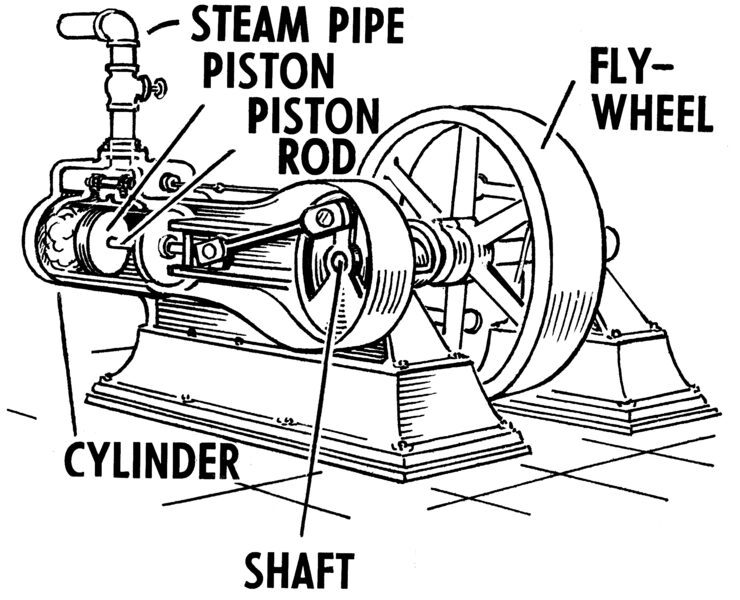 STEAM PIPE
PISTON
PISTON
ROD
FLY-
WHEEL
CYLINDER
SHAFT